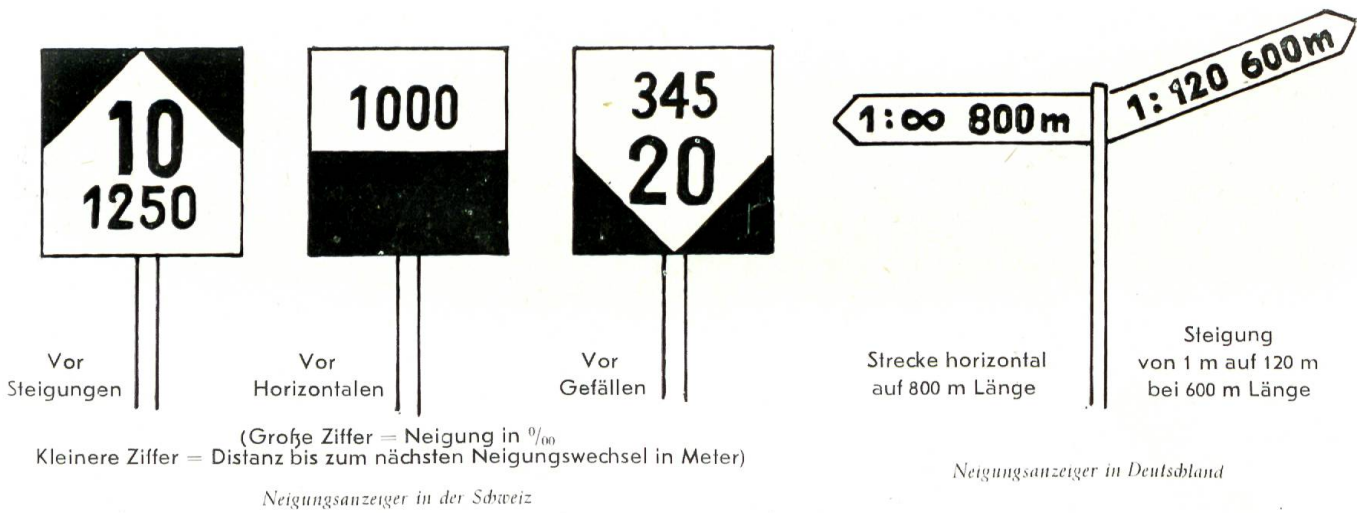 10
1250
1000
345
20
1:∞ 800m
1:120 600m
Vor
Steigungen
Vor
Horizontalen
Vor
Gefällen
Strecke horizontal
auf 800 m Länge
Steigung
von 1 m auf 120 m
bei 600 m Länge
(Große Ziffer = Neigung in ‰
Kleinere Ziffer = Distanz bis zum nächsten Neigungswechsel in Meter)
Neigungsanzeiger in der Schweiz
Neigungsanzeiger in Deutschland